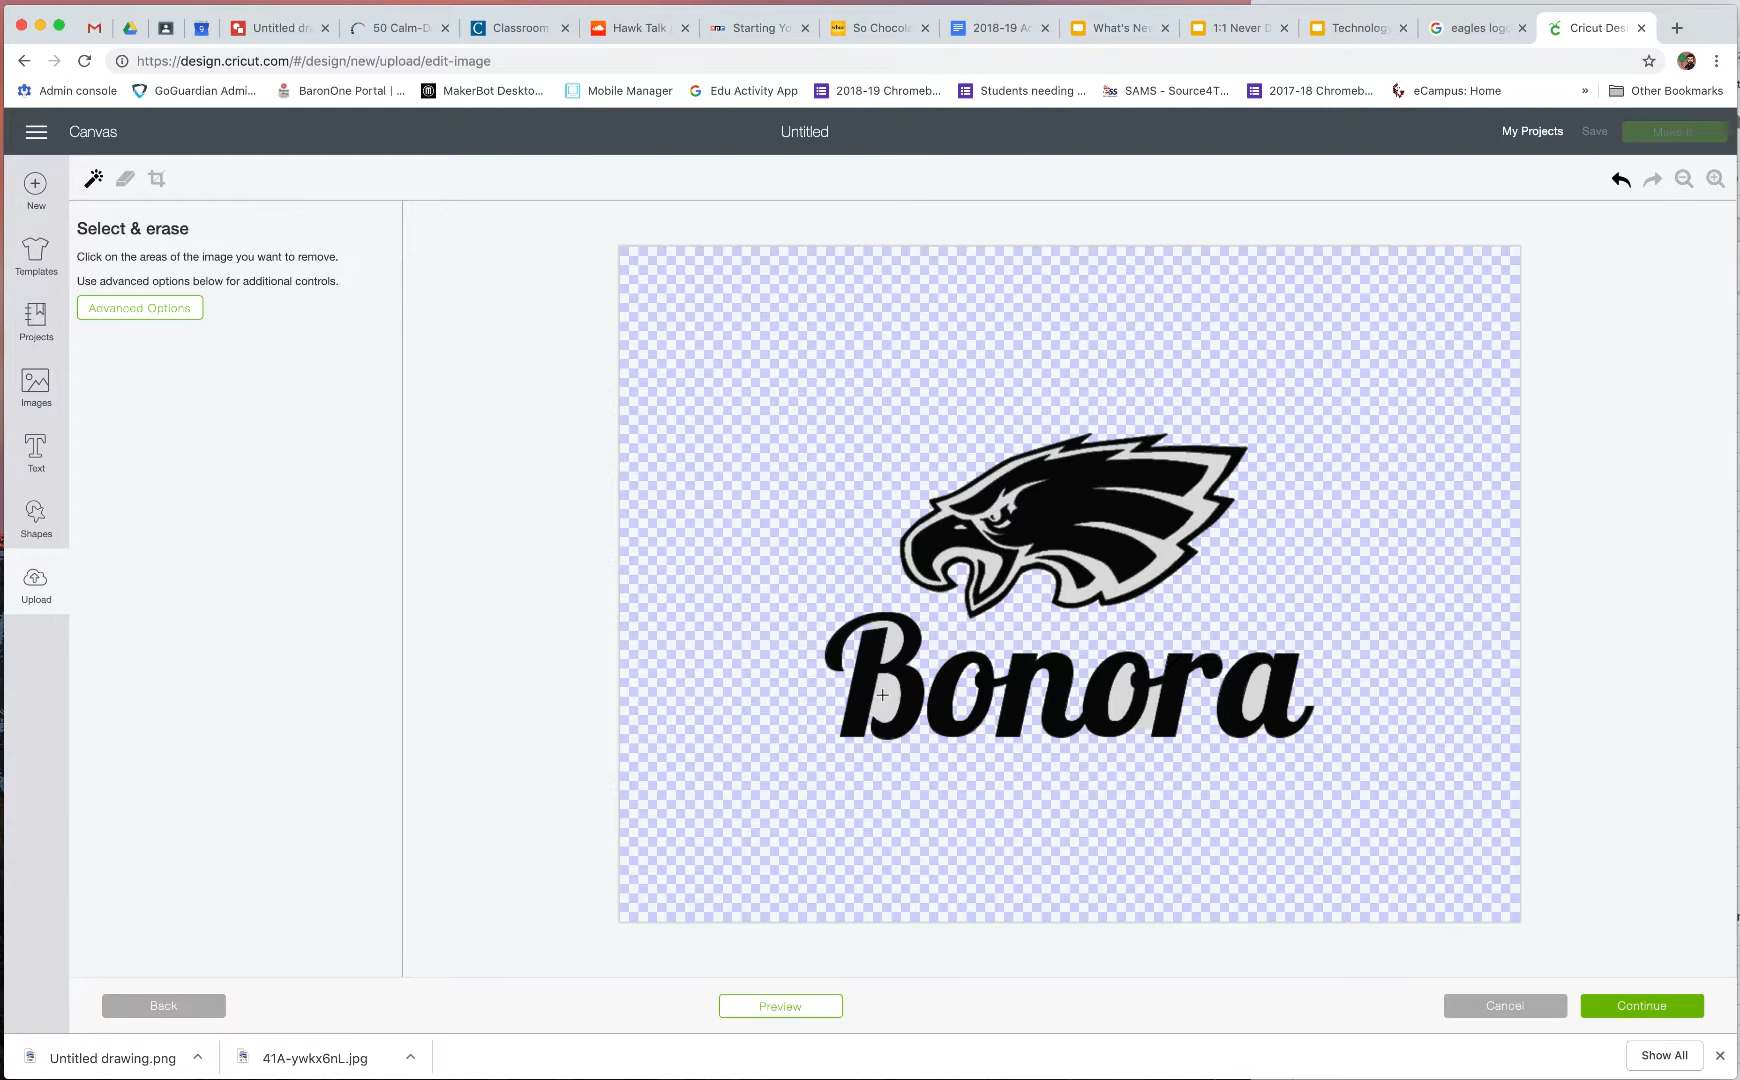 Untitled dr
50 Calm-D
Classroom
Hawk Talk
Starting Yo
So Chocola
2018-19 Ac
What's New
1:1 Never D
Technology
eagles logo
Cricut Des
https://design.cricut.com/#/design/new/upload/edit-image
Admin console
GoGuardian Admi...
BaronOne Portal | ...
MakerBot Deskto...
Mobile Manager
Edu Activity App
2018-19 Chromeb...
Students needing ...
SAMS - Source4T...
2017-18 Chromeb...
eCampus: Home
»
Other Bookmarks
Canvas
Untitled
My Projects
Save
Make It
New
Templates
Projects
Images
Text
Shapes
Upload
Select & erase
Click on the areas of the image you want to remove.
Use advanced options below for additional controls.
Advanced Options
Bonora
Back
Preview
Cancel
Continue
Untitled drawing.png
41A-ywkx6nL.jpg
Show All